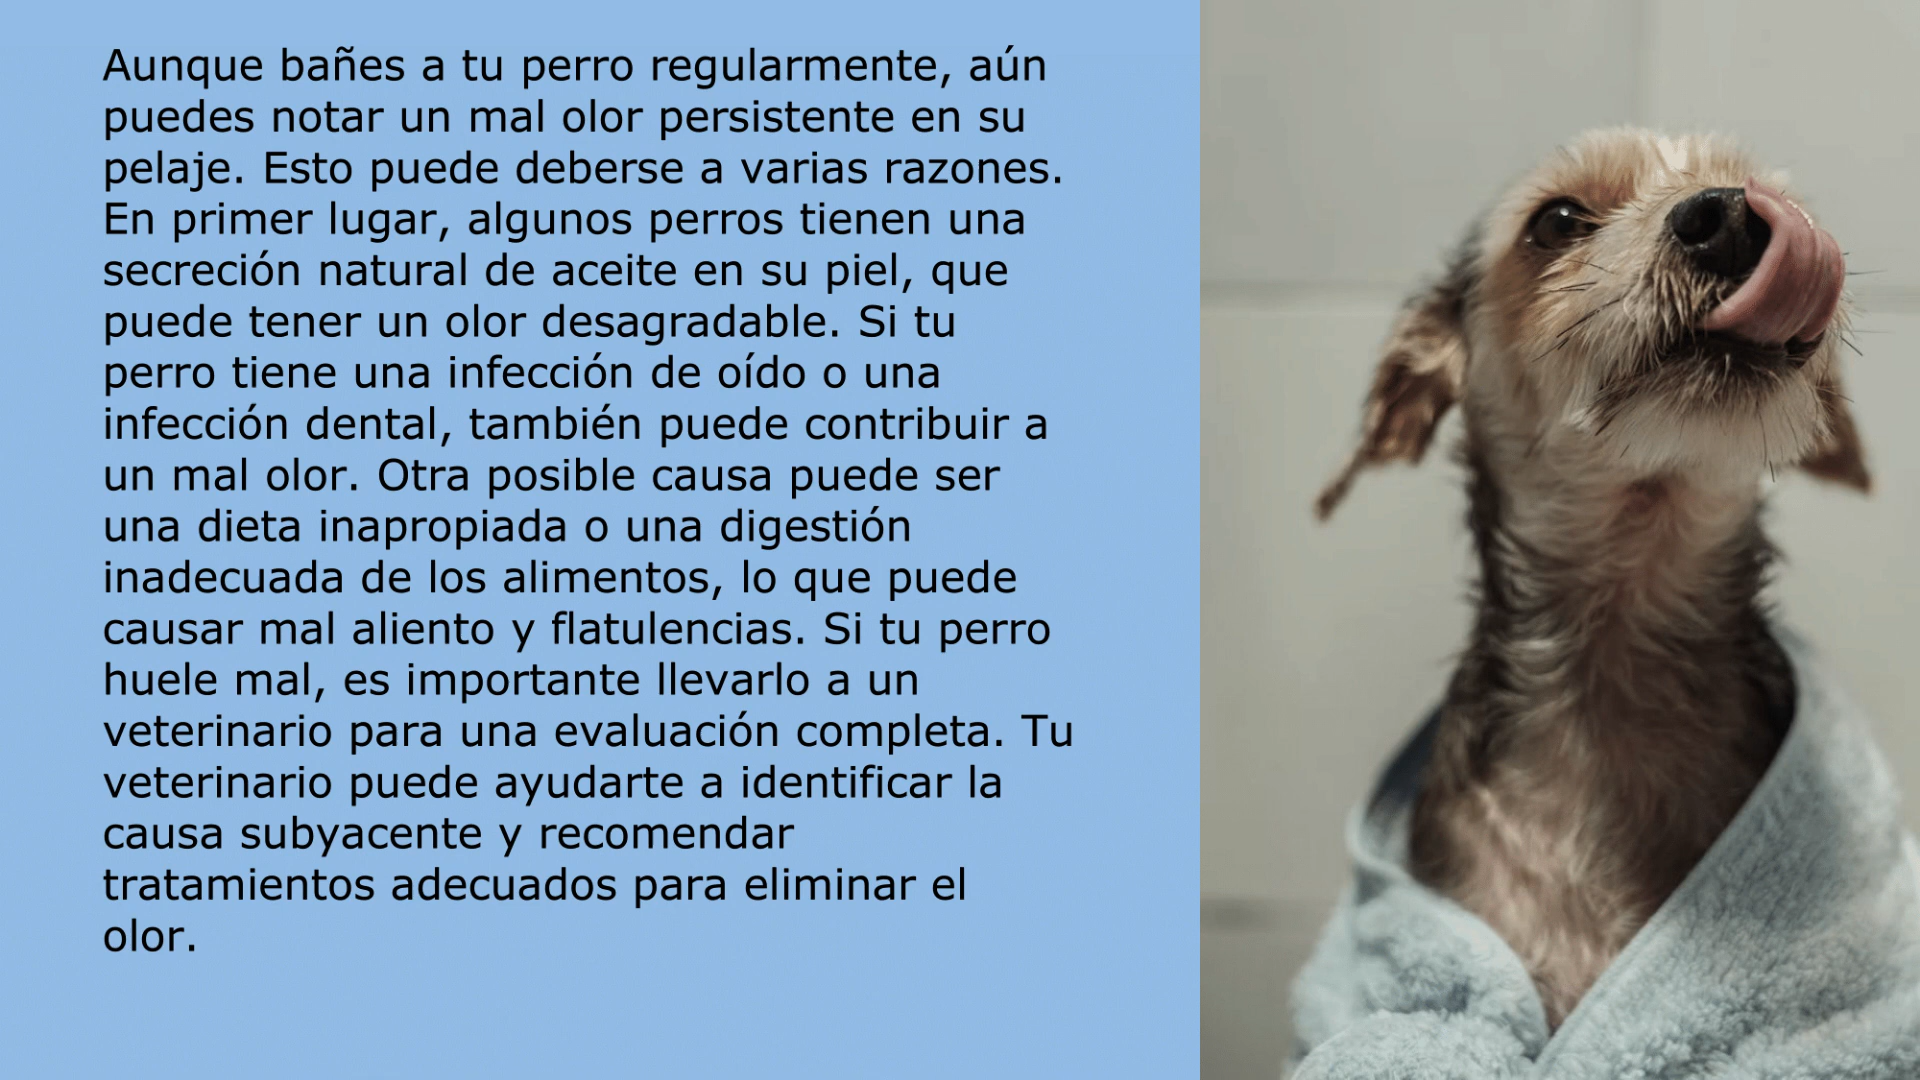 Aunque bañes a tu perro regularmente, aún
puedes notar un mal olor persistente en su
pelaje. Esto puede deberse a varias razones.
En primer lugar, algunos perros tienen una
secreción natural de aceite en su piel, que
puede tener un olor desagradable. Si tu
perro tiene una infección de oído o una
infección dental, también puede contribuir a
un mal olor. Otra posible causa puede ser
una dieta inapropiada o una digestión
inadecuada de los alimentos, lo que puede
causar mal aliento y flatulencias. Si tu perro
huele mal, es importante llevarlo a un
veterinario para una evaluación completa. Tu
veterinario puede ayudarte a identificar la
causa subyacente y recomendar
tratamientos adecuados para eliminar el
olor.